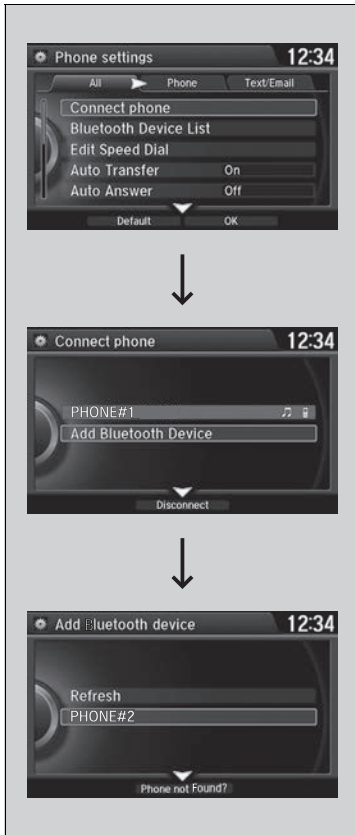 Phone settings 12:34
All Phone Text/Email
Connect phone
Bluetooth Device List
Edit Speed Dial
Auto Transfer On
Auto Answer Off
Default OK
Connect phone 12:34
PHONE#1
Add Bluetooth Device
Disconnect
Add Bluetooth device 12:34
Refresh
PHONE#2
Phone not Found?